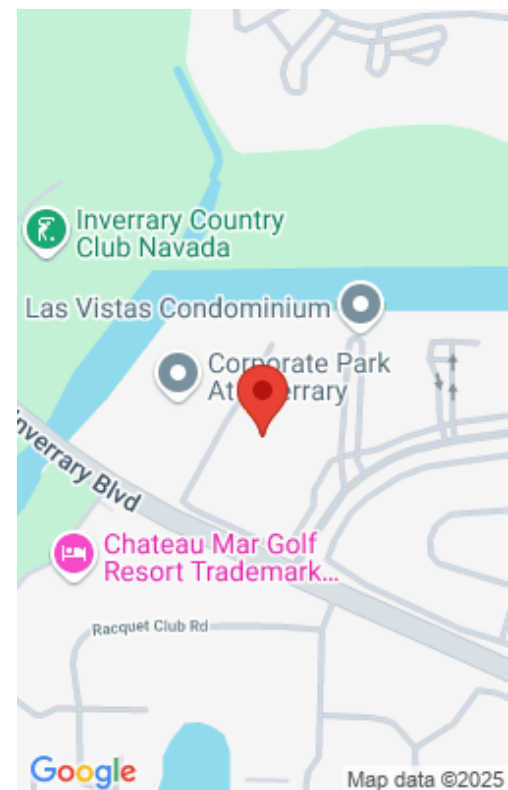 Inverrary Country
Club Navada
Las Vistas Condominium
Corporate Park
At
errary
Inverrary Blvd
Chateau Mar Golf
Resort Trademark...
Racquet Club Rd
Google
Map data ©2025